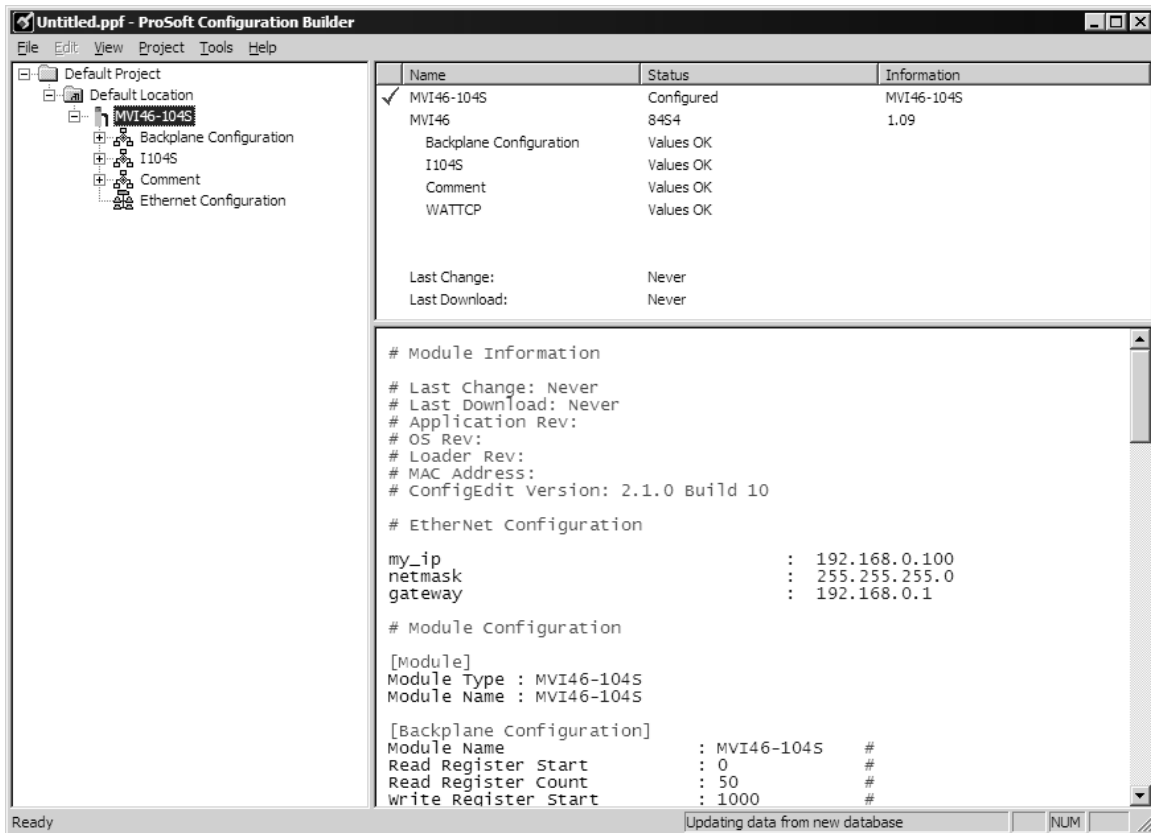 Untitled.ppf - ProSoft Configuration Builder
File Edit View Project Tools Help
Default Project
Default Location
MVI46-104S
Backplane Configuration
I104S
Comment
Ethernet Configuration
Name Status Information
MVI46-104S Configured MVI46-104S
MVI46 84S4 1.09
Backplane Configuration Values OK
I104S Values OK
Comment Values OK
WATTCP Values OK
Last Change: Never
Last Download: Never
# Module Information
# Last Change: Never
# Last Download: Never
# Application Rev:
# OS Rev:
# Loader Rev:
# MAC Address:
# ConfigEdit Version: 2.1.0 Build 10
# EtherNet Configuration
my_ip : 192.168.0.100
netmask : 255.255.255.0
gateway : 192.168.0.1
# Module Configuration
[Module]
Module Type : MVI46-104S
Module Name : MVI46-104S
[Backplane Configuration]
Module Name : MVI46-104S #
Read Register Start : 0 #
Read Register Count : 50 #
Write Register Start : 1000 #
Ready Updating data from new database NUM